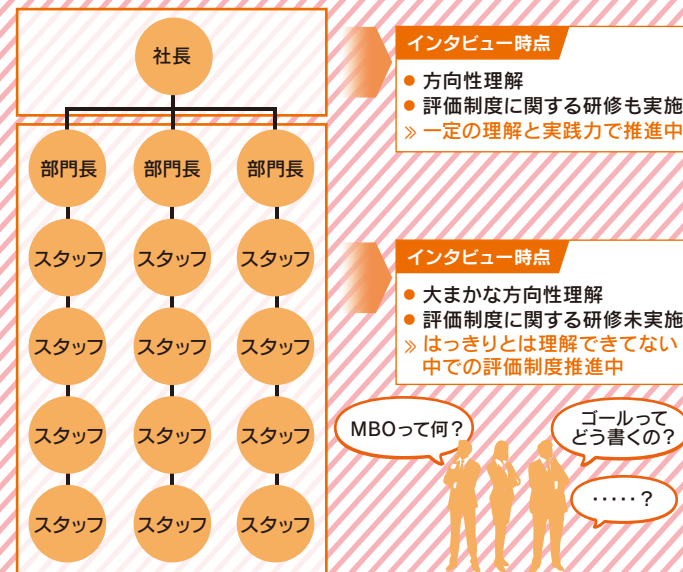 社長
部門長 部門長 部門長
スタッフ スタッフ スタッフ
スタッフ スタッフ スタッフ
スタッフ スタッフ スタッフ
スタッフ スタッフ スタッフ
インタビュー時点
● 方向性理解
● 評価制度に関する研修も実施
» 一定の理解と実践力で推進中
インタビュー時点
● 大まかな方向性理解
● 評価制度に関する研修未実施
» はっきりとは理解できてない
中での評価制度推進中
MBOって何?
ゴールって
どう書くの?
・・・・・?